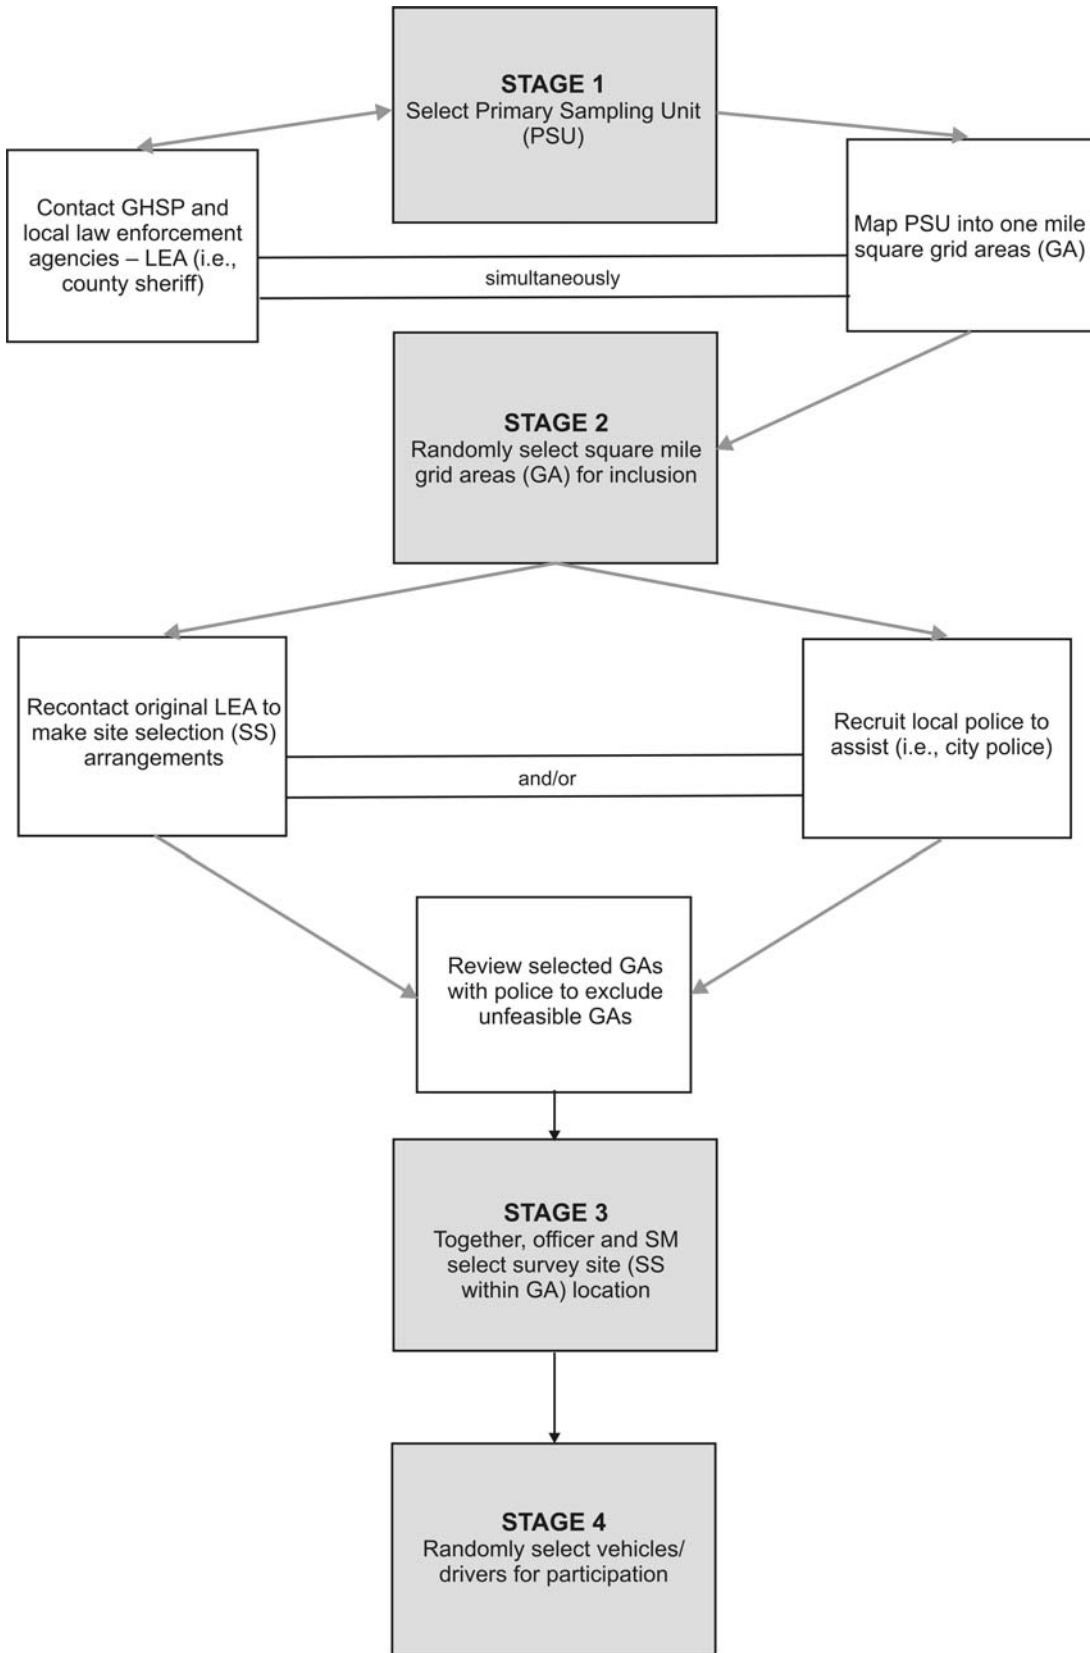 STAGE 1
Select Primary Sampling Unit
(PSU)
Contact GHSP and
local law enforcement
agencies – LEA (i.e.,
county sheriff)
simultaneously
Map PSU into one mile
square grid areas (GA)
STAGE 2
Randomly select square mile
grid areas (GA) for inclusion
Recontact original LEA to
make site selection (SS)
arrangements
and/or
Recruit local police to
assist (i.e., city police)
Review selected GAs
with police to exclude
unfeasible GAs
STAGE 3
Together, officer and SM
select survey site (SS
within GA) location
STAGE 4
Randomly select vehicles/
drivers for participation